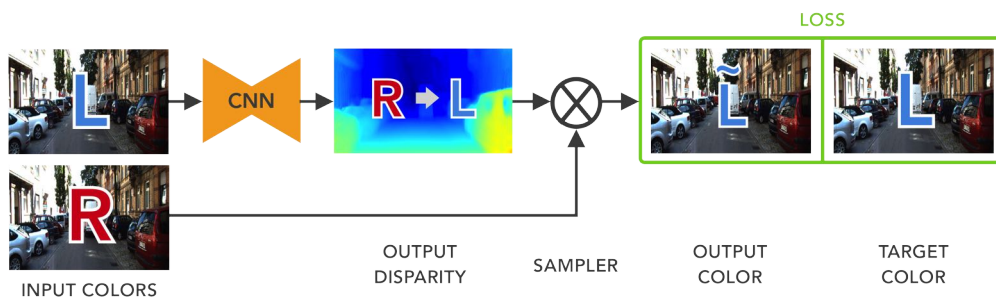 LOSS
L
CNN
R L
L̃
L
R
OUTPUT
DISPARITY
SAMPLER
OUTPUT
COLOR
TARGET
COLOR
INPUT COLORS